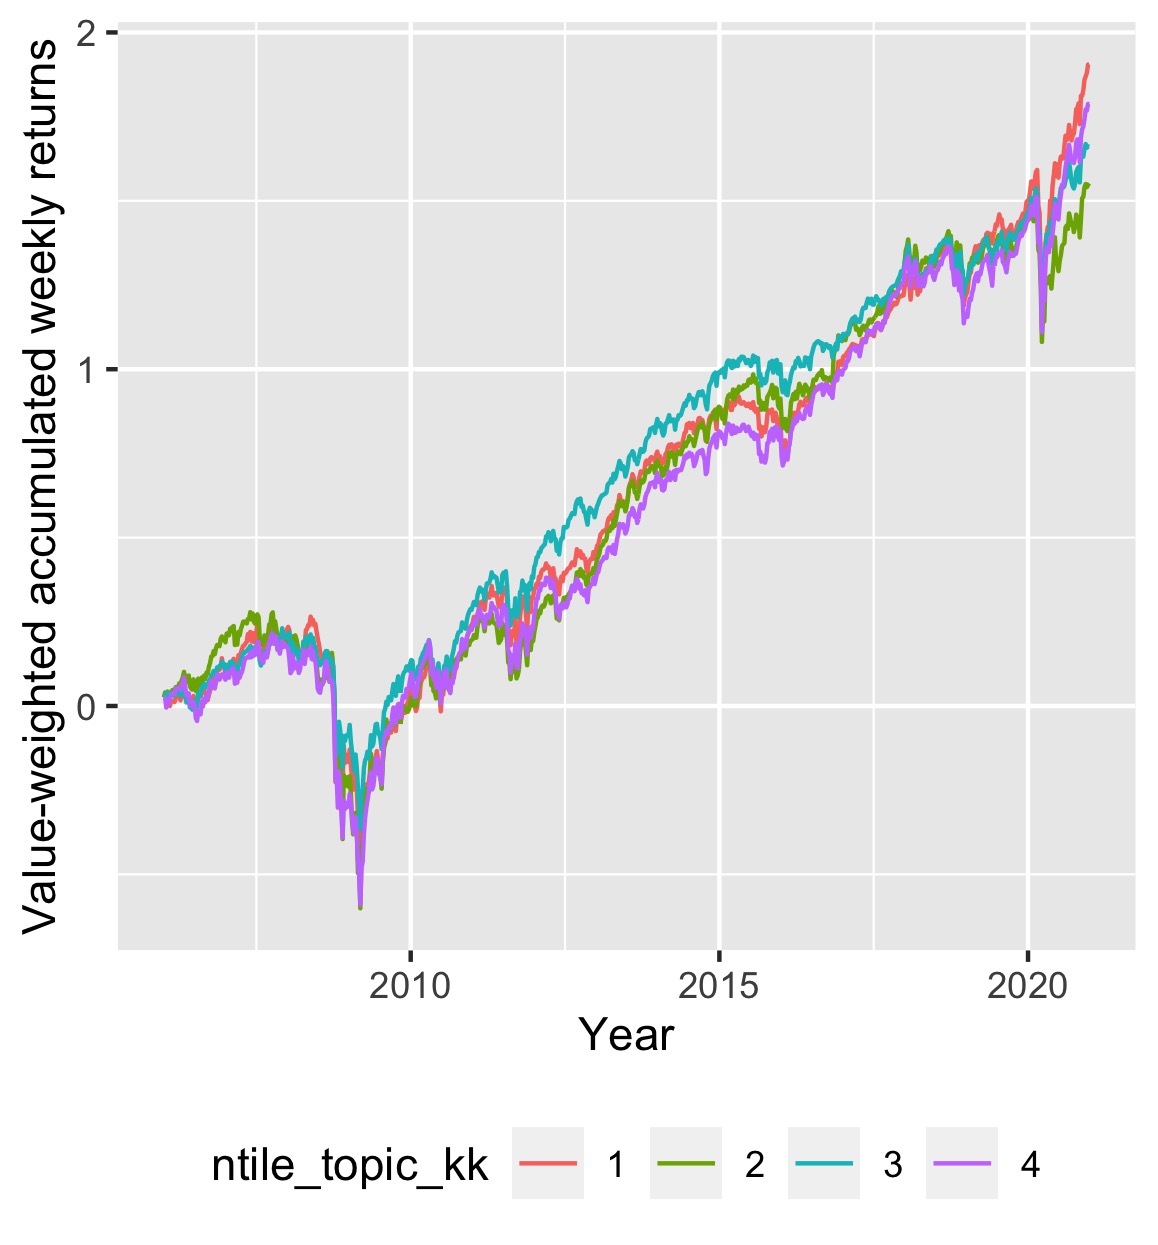 Value-weighted accumulated weekly returns
2
1
0
2010 2015 2020
Year
ntile_topic_kk 1 2 3 4